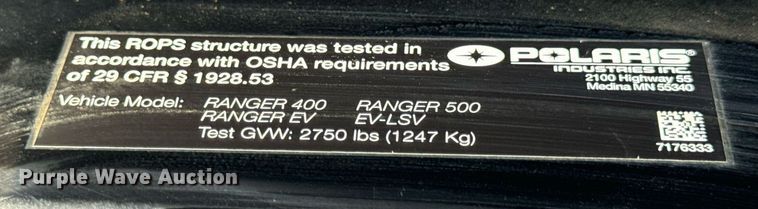 This ROPS structure was tested in
accordance with OSHA requirements
of 29 CFR § 1928.53
POLARIS®
INDUSTRIES INC.
2100 Highway 55
Medina MN 55340
Vehicle Model: RANGER 400 RANGER 500
RANGER EV EV-LSV
Test GVW: 2750 lbs (1247 Kg)
7176333
Purple Wave Auction